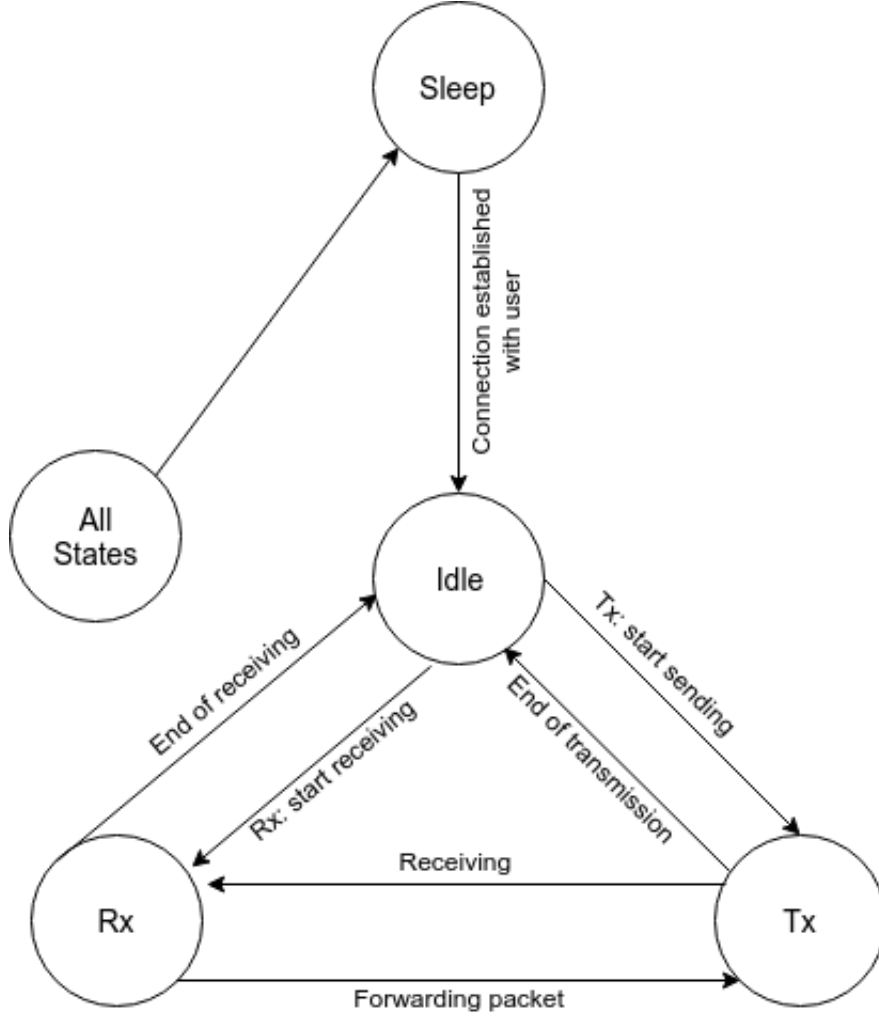 Sleep
Connection established
with user
All
States
Idle
Tx: start sending
End of receiving
Rx: start receiving
End of transmission
Receiving
Rx
Tx
Forwarding packet